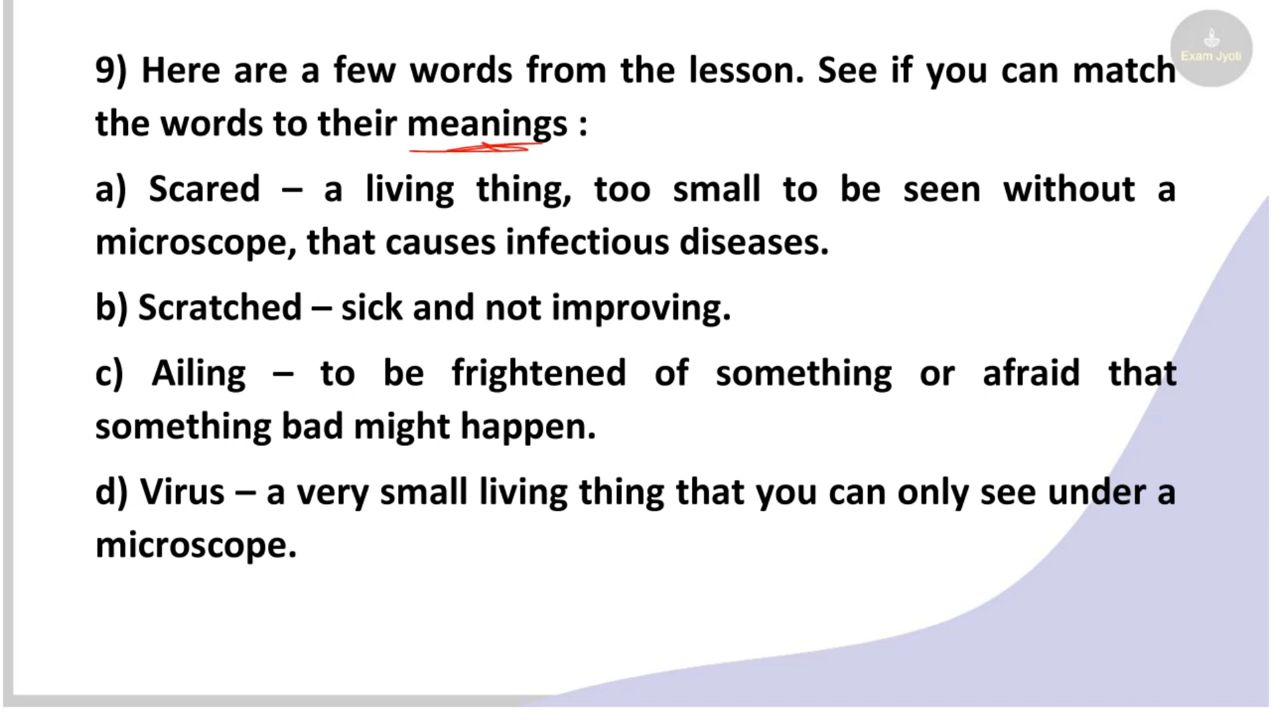 Exam Jyoti
9) Here are a few words from the lesson. See if you can match
the words to their meanings :
a) Scared – a living thing, too small to be seen without a
microscope, that causes infectious diseases.
b) Scratched – sick and not improving.
c) Ailing – to be frightened of something or afraid that
something bad might happen.
d) Virus – a very small living thing that you can only see under a
microscope.